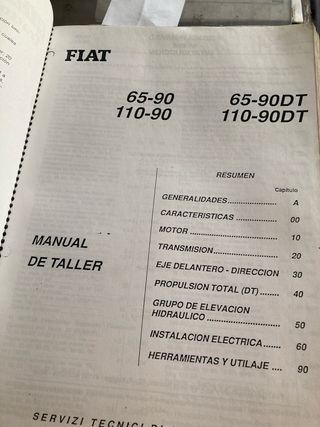 FIAT
65-90 65-90DT
110-90 110-90DT
RESUMEN
Capítulo
GENERALIDADES...................... A
CARACTERISTICAS ................ 00
MOTOR ................................... 10
TRANSMISION........................ 20
EJE DELANTERO - DIRECCION 30
PROPULSION TOTAL (DT) ...... 40
GRUPO DE ELEVACION
HIDRAULICO ........................... 50
INSTALACION ELECTRICA...... 60
HERRAMIENTAS Y UTILAJE .... 90
MANUAL
DE TALLER
SERVIZI TECNICI